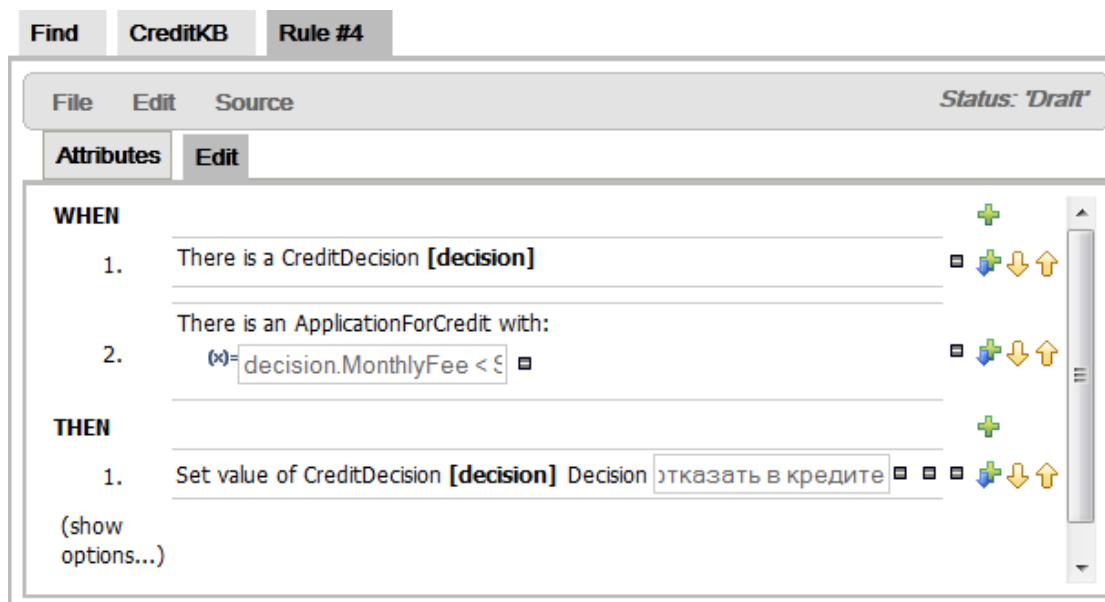 Find CreditKB Rule #4
File Edit Source Status: 'Draft'
Attributes Edit
WHEN
1. There is a CreditDecision [decision]
2. There is an ApplicationForCredit with:
(x)= decision.MonthlyFee <
THEN
1. Set value of CreditDecision [decision] Decision отказать в кредите
(show
options...)